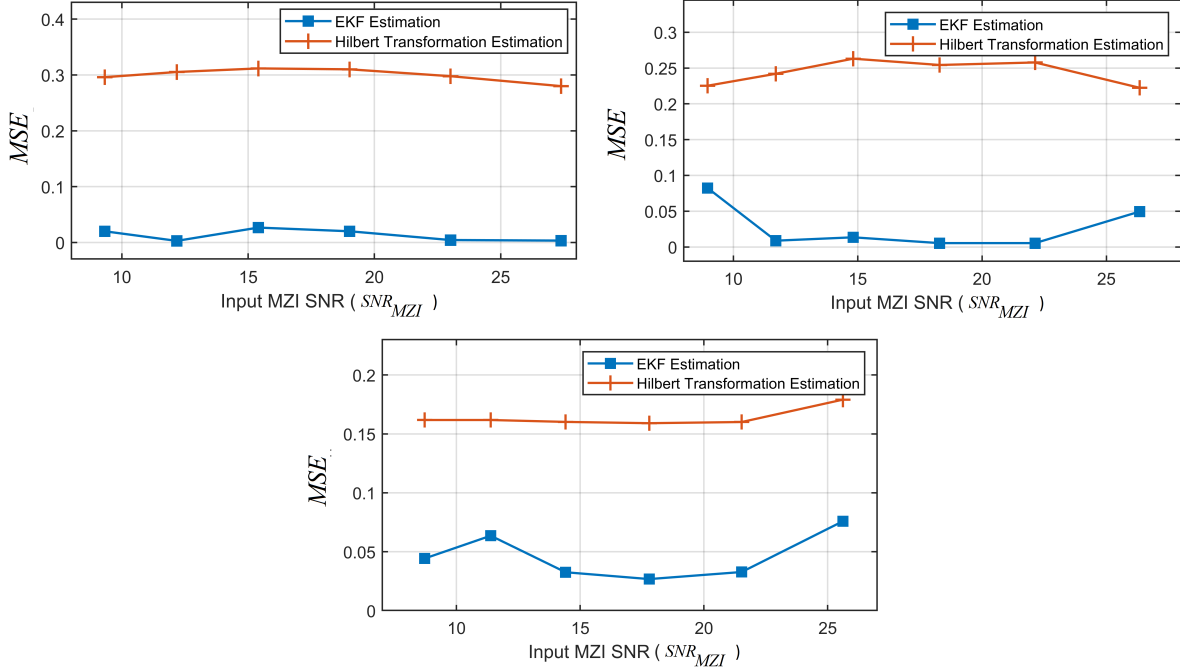 EKF Estimation
Hilbert Transformation Estimation
0.4
0.3
0.2
0.1
0
MSE
10
15
20
25
Input MZI SNR ( SNR_MZI )
EKF Estimation
Hilbert Transformation Estimation
0.3
0.25
0.2
0.15
0.1
0.05
0
MSE
10
15
20
25
Input MZI SNR ( SNR_MZI )
EKF Estimation
Hilbert Transformation Estimation
0.2
0.15
0.1
0.05
0
MSE
10
15
20
25
Input MZI SNR ( SNR_MZI )